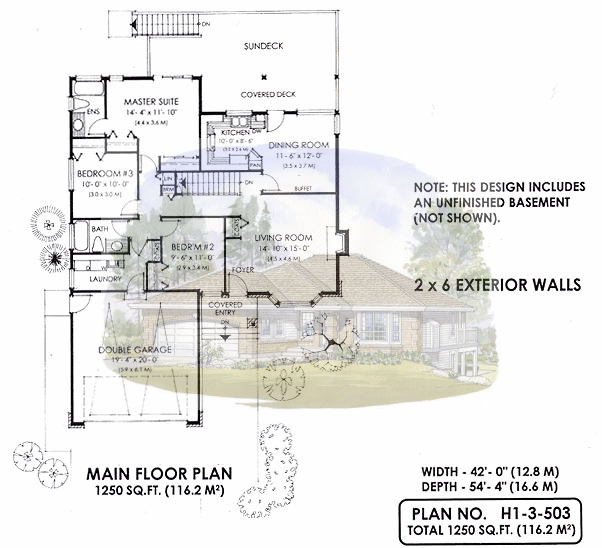 DN
SUNDECK
COVERED DECK
MASTER SUITE
14'- 4" x 11'- 10"
(4.4 x 3.6 M)
ENS
KITCHEN
10'- 0" x 8'- 6"
DW
PAN
DINING ROOM
11'- 6" x 12'- 0"
(3.5 x 3.7 M)
BUFFET
BEDROOM #3
10'- 0" x 10'- 0"
(3.0 x 3.0 M)
LIN
DN
NOTE: THIS DESIGN INCLUDES
AN UNFINISHED BASEMENT
(NOT SHOWN).
BATH
BEDR'M #2
9'- 6" x 11'- 0"
(2.9 x 3.4 M)
LIVING ROOM
14'- 10" x 15'- 0"
(4.5 x 4.6 M)
D
W
LAUNDRY
FOYER
2 x 6 EXTERIOR WALLS
COVERED
ENTRY
DN
DOUBLE GARAGE
19'- 4" x 20'- 0"
(5.9 x 6.1 M)
MAIN FLOOR PLAN
1250 SQ.FT. (116.2 M²)
WIDTH - 42'- 0" (12.8 M)
DEPTH - 54'- 4" (16.6 M)
PLAN NO. H1-3-503
TOTAL 1250 SQ.FT. (116.2 M²)